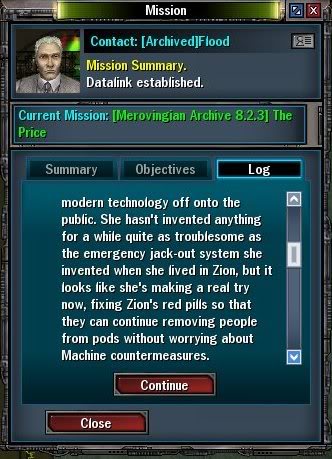 Mission
Contact: [Archived]Flood
Mission Summary.
Datalink established.
Current Mission: [Merovingian Archive 8.2.3] The
Price
Summary
Objectives
Log
modern technology off onto the
public. She hasn't invented anything
for a while quite as troublesome as
the emergency jack-out system she
invented when she lived in Zion, but it
looks like she's making a real try
now, fixing Zion's red pills so that
they can continue removing people
from pods without worrying about
Machine countermeasures.
Continue
Close